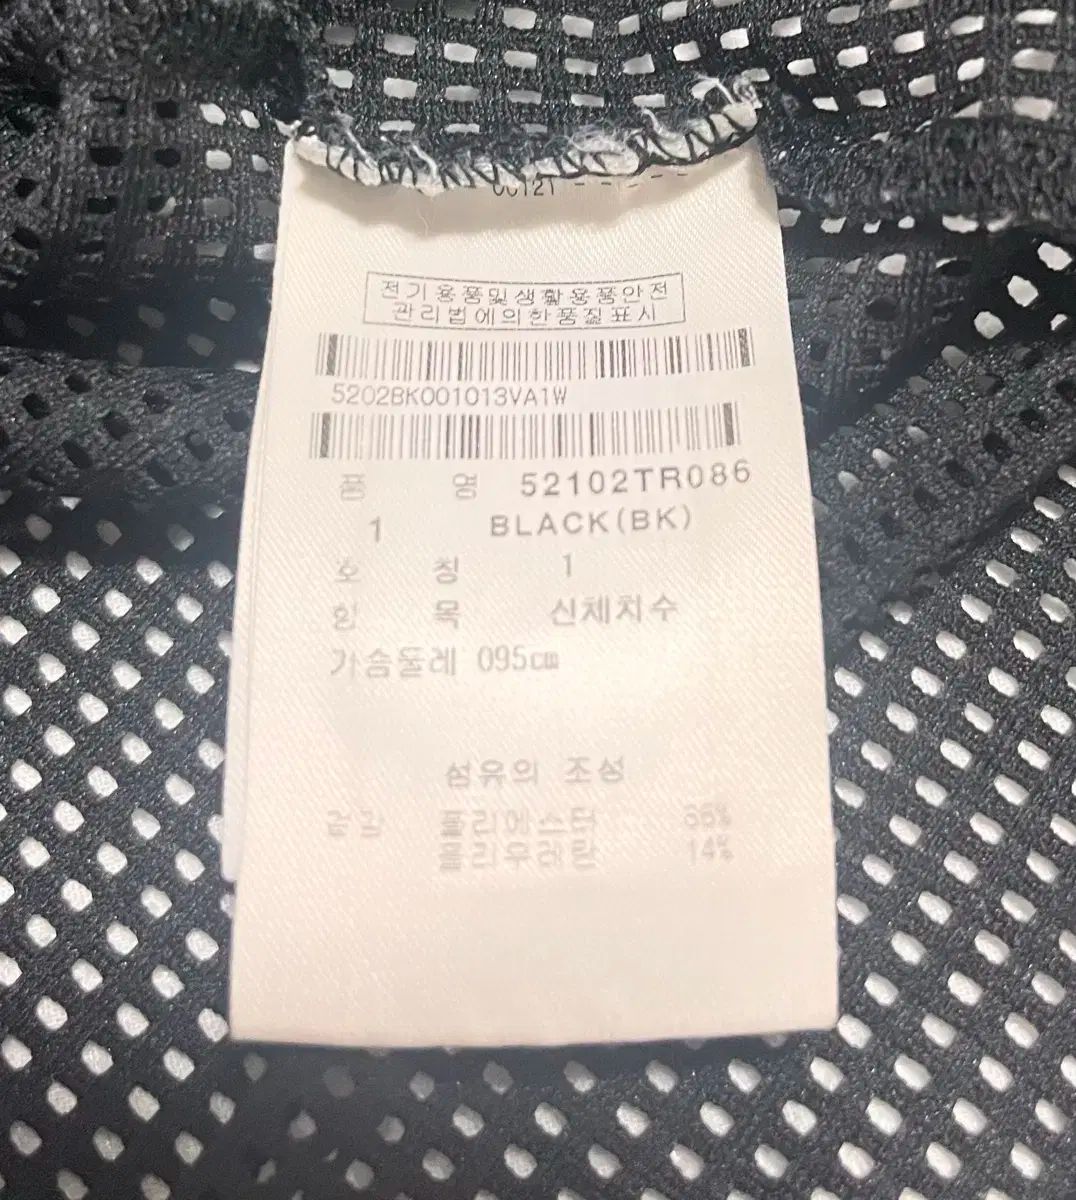 00121 - - - - - -
전기용품및생활용품안전
관리법에의한품질표시
5202BK001013VA1W
품 명 52102TR086
1 BLACK(BK)
호 칭 1
항 목 신체치수
가슴둘레 095cm
섬유의 조성
겉감 폴리에스터
폴리우레탄 14%